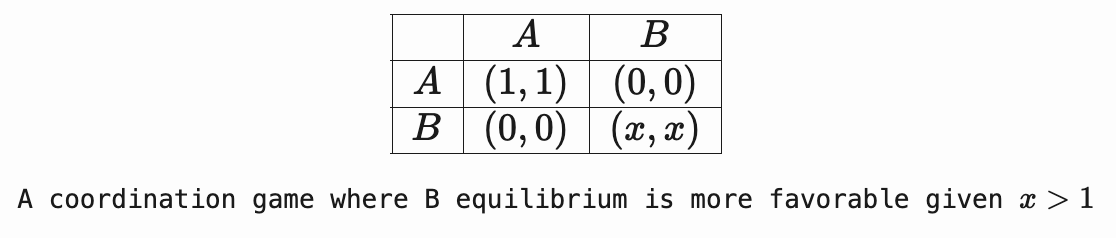 A B
A (1, 1) (0, 0)
B (0, 0) (x, x)
A coordination game where B equilibrium is more favorable given x > 1